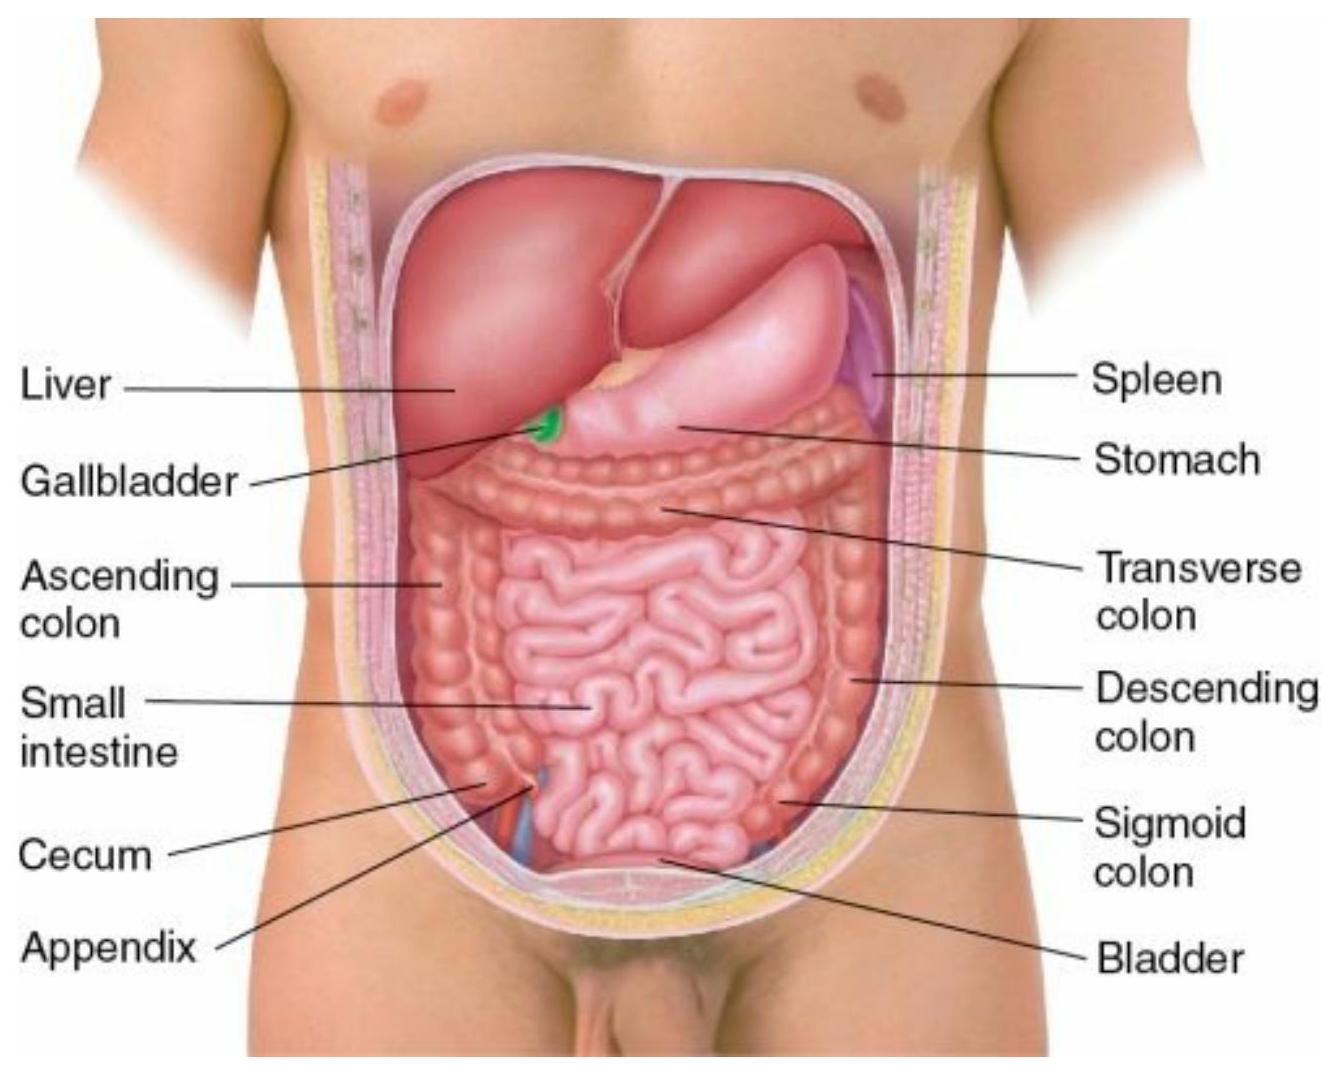 Liver
Gallbladder
Ascending
colon
Small
intestine
Cecum
Appendix
Spleen
Stomach
Transverse
colon
Descending
colon
Sigmoid
colon
Bladder